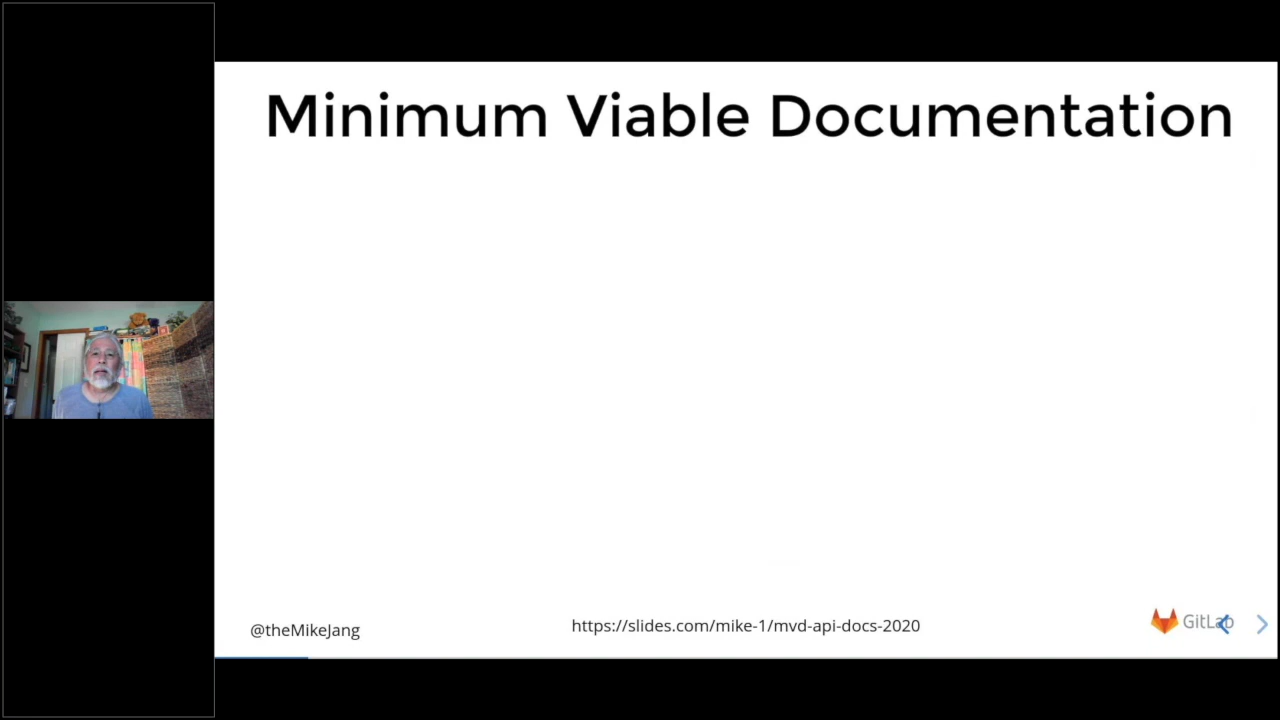 Minimum Viable Documentation
@theMikeJang
https://slides.com/mike-1/mvd-api-docs-2020
GitLab